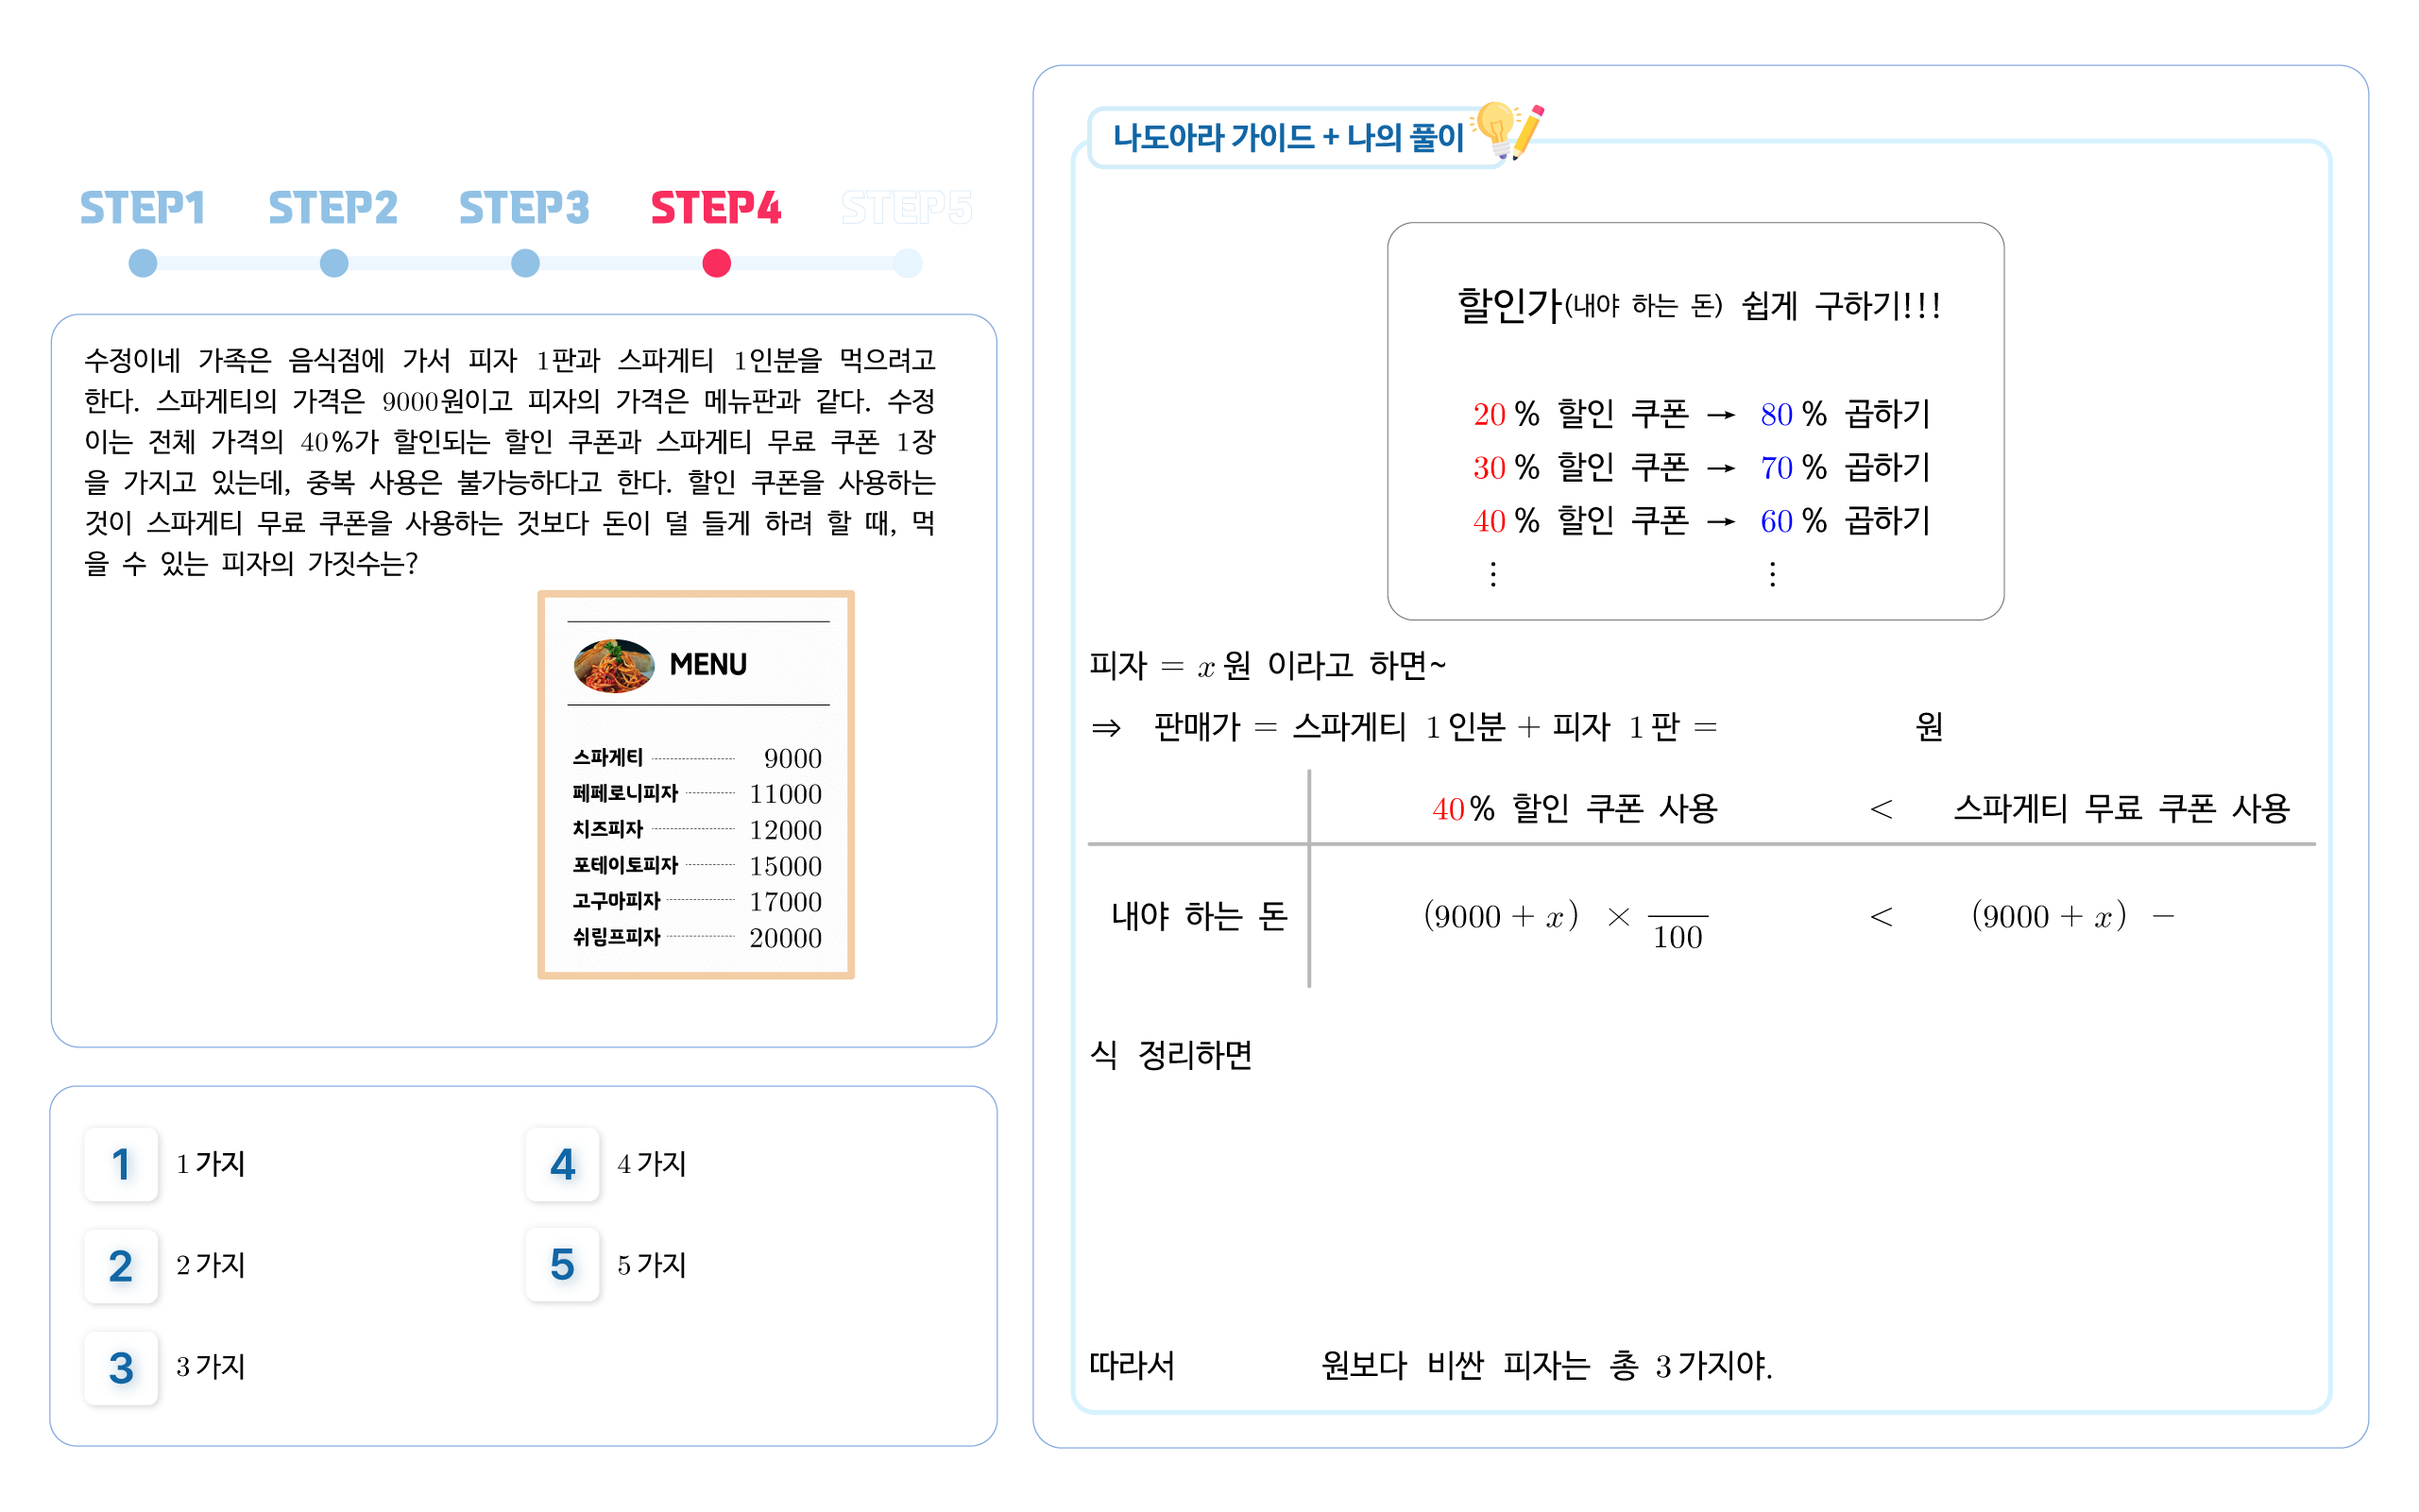 STEP1 STEP2 STEP3 STEP4 STEP5
수정이네 가족은 음식점에 가서 피자 1판과 스파게티 1인분을 먹으려고
한다. 스파게티의 가격은 9000원이고 피자의 가격은 메뉴판과 같다. 수정
이는 전체 가격의 40%가 할인되는 할인 쿠폰과 스파게티 무료 쿠폰 1장
을 가지고 있는데, 중복 사용은 불가능하다고 한다. 할인 쿠폰을 사용하는
것이 스파게티 무료 쿠폰을 사용하는 것보다 돈이 덜 들게 하려 할 때, 먹
을 수 있는 피자의 가짓수는?
MENU
스파게티 9000
페페로니피자 11000
치즈피자 12000
포테이토피자 15000
고구마피자 17000
쉬림프피자 20000
1 1 가지
2 2 가지
3 3 가지
4 4 가지
5 5 가지
나도아라 가이드 + 나의 풀이
할인가(내야 하는 돈) 쉽게 구하기!!!
20 % 할인 쿠폰 → 80 % 곱하기
30 % 할인 쿠폰 → 70 % 곱하기
40 % 할인 쿠폰 → 60 % 곱하기
⋮ ⋮
피자 = x 원 이라고 하면~
⇒ 판매가 = 스파게티 1 인분 + 피자 1 판 = 원
40% 할인 쿠폰 사용 < 스파게티 무료 쿠폰 사용
내야 하는 돈 (9000 + x) × ─/100 < (9000 + x) −
식 정리하면
따라서 원보다 비싼 피자는 총 3 가지야.